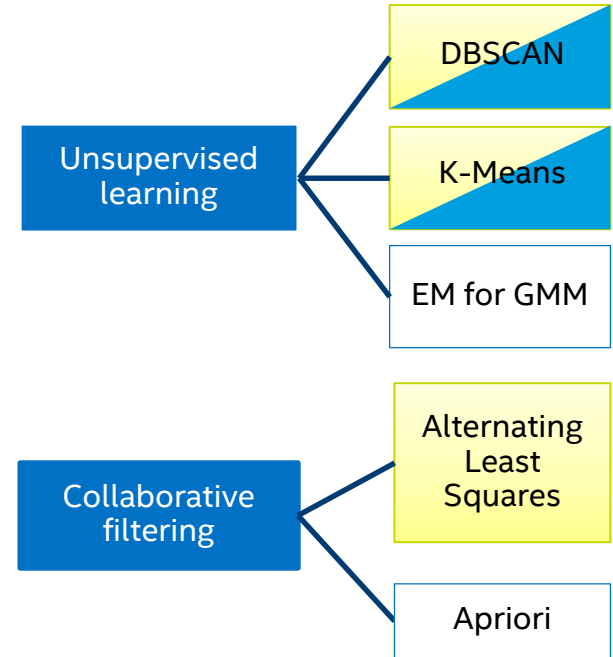 DBSCAN
Unsupervised
learning
K-Means
EM for GMM
Alternating
Least
Squares
Collaborative
filtering
Apriori